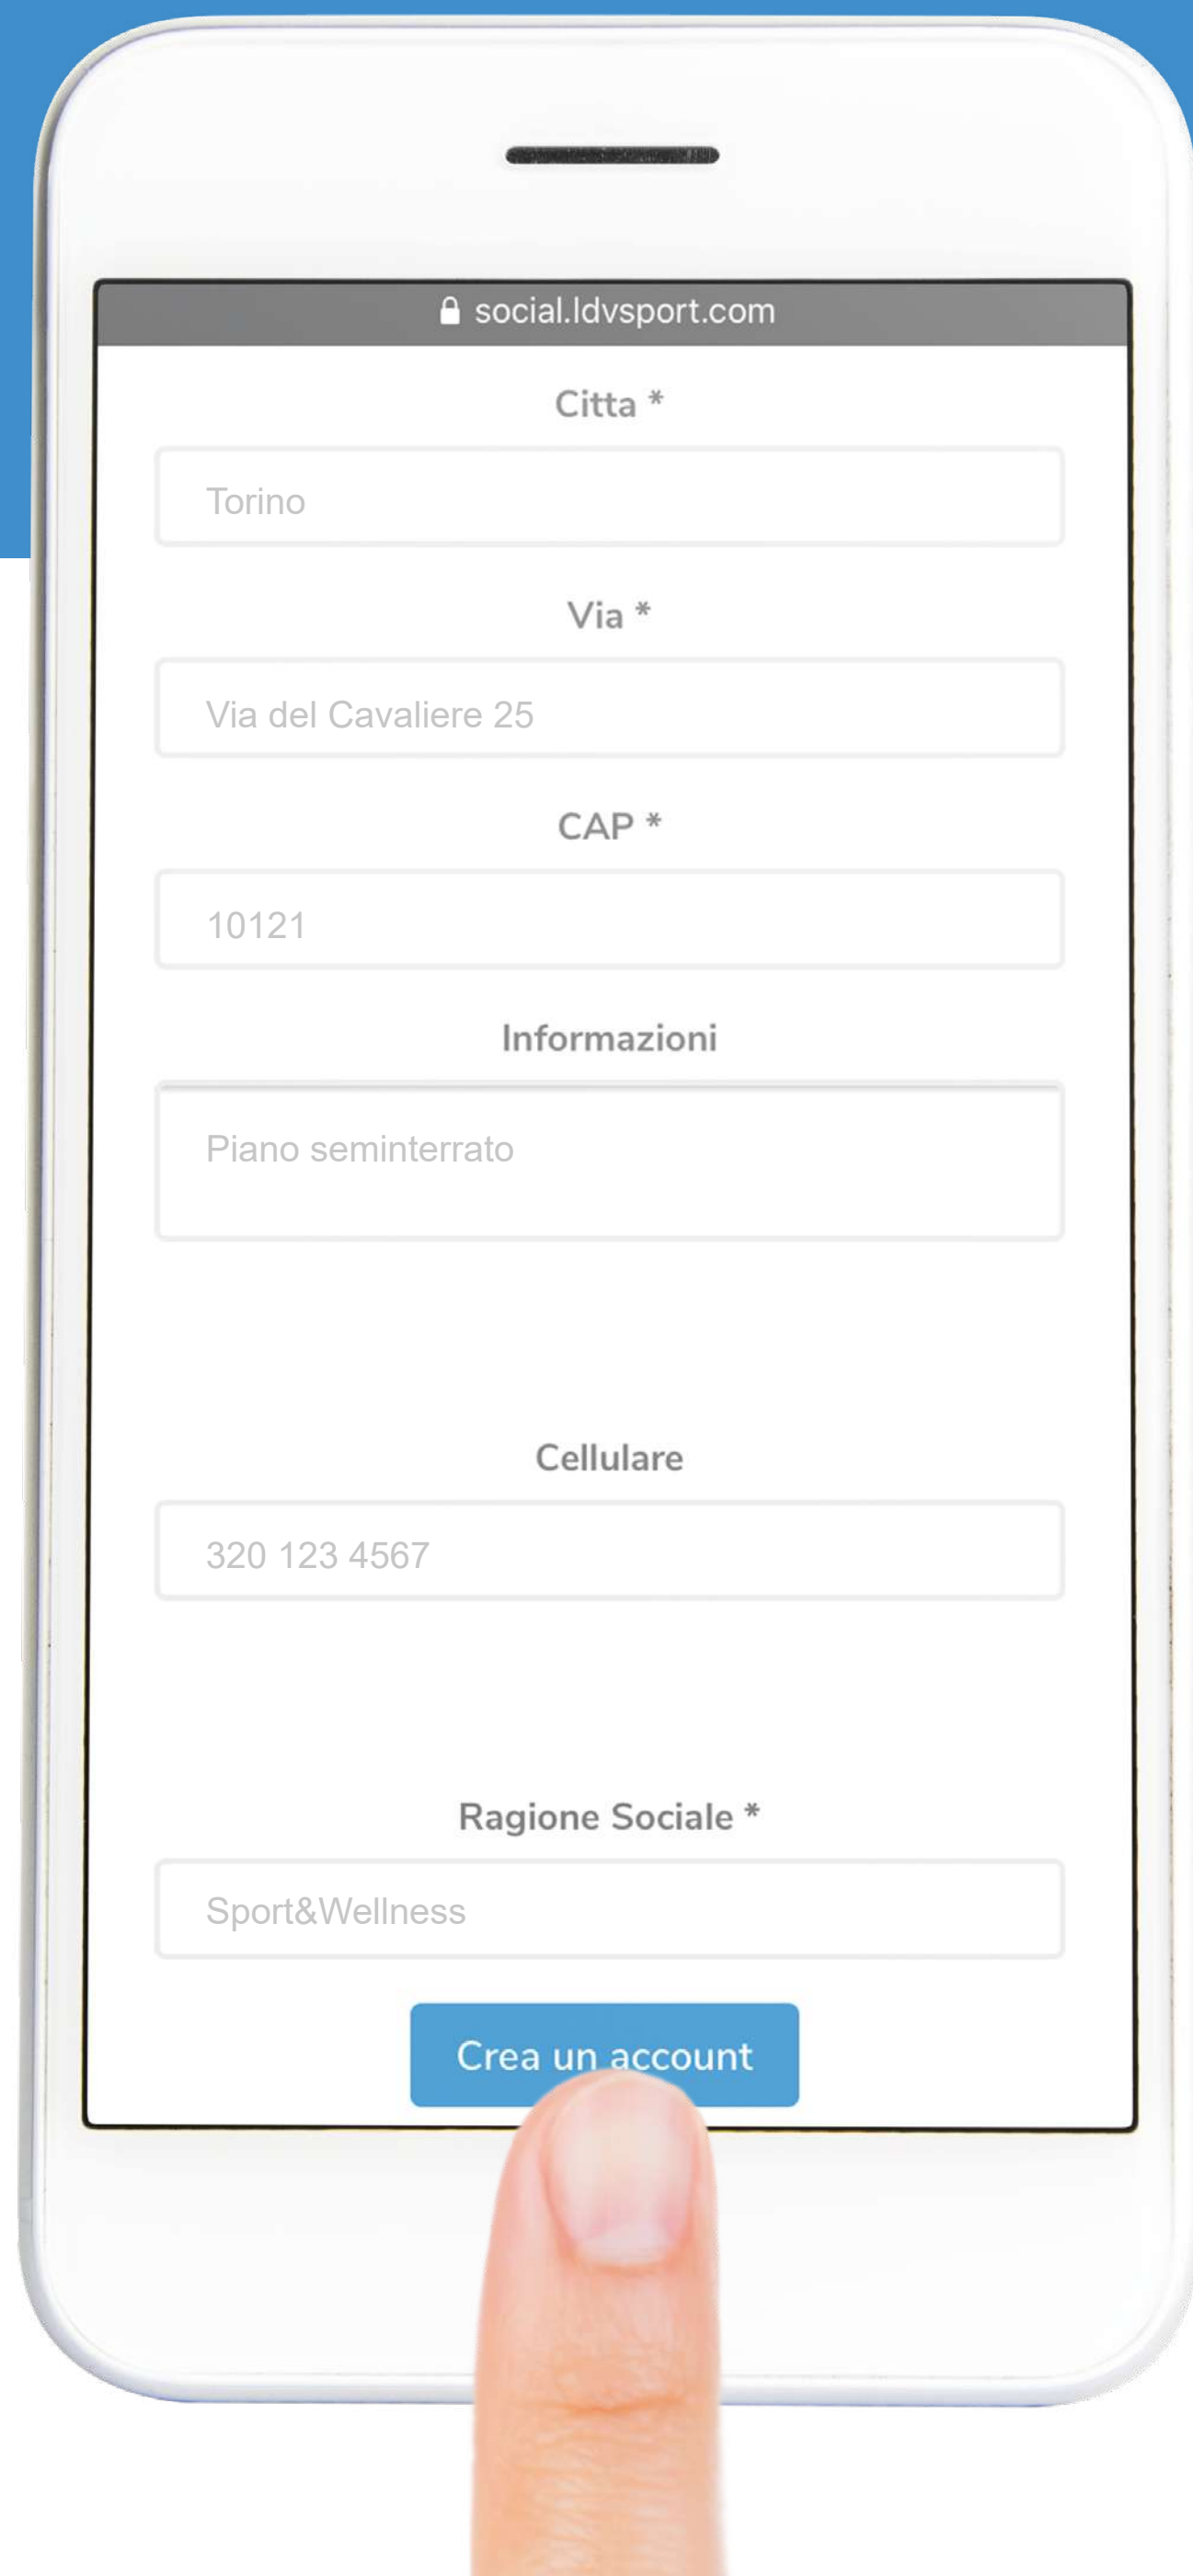 social.ldvsport.com
Citta *
Torino
Via *
Via del Cavaliere 25
CAP *
10121
Informazioni
Piano seminterrato
Cellulare
320 123 4567
Ragione Sociale *
Sport&Wellness
Crea un account